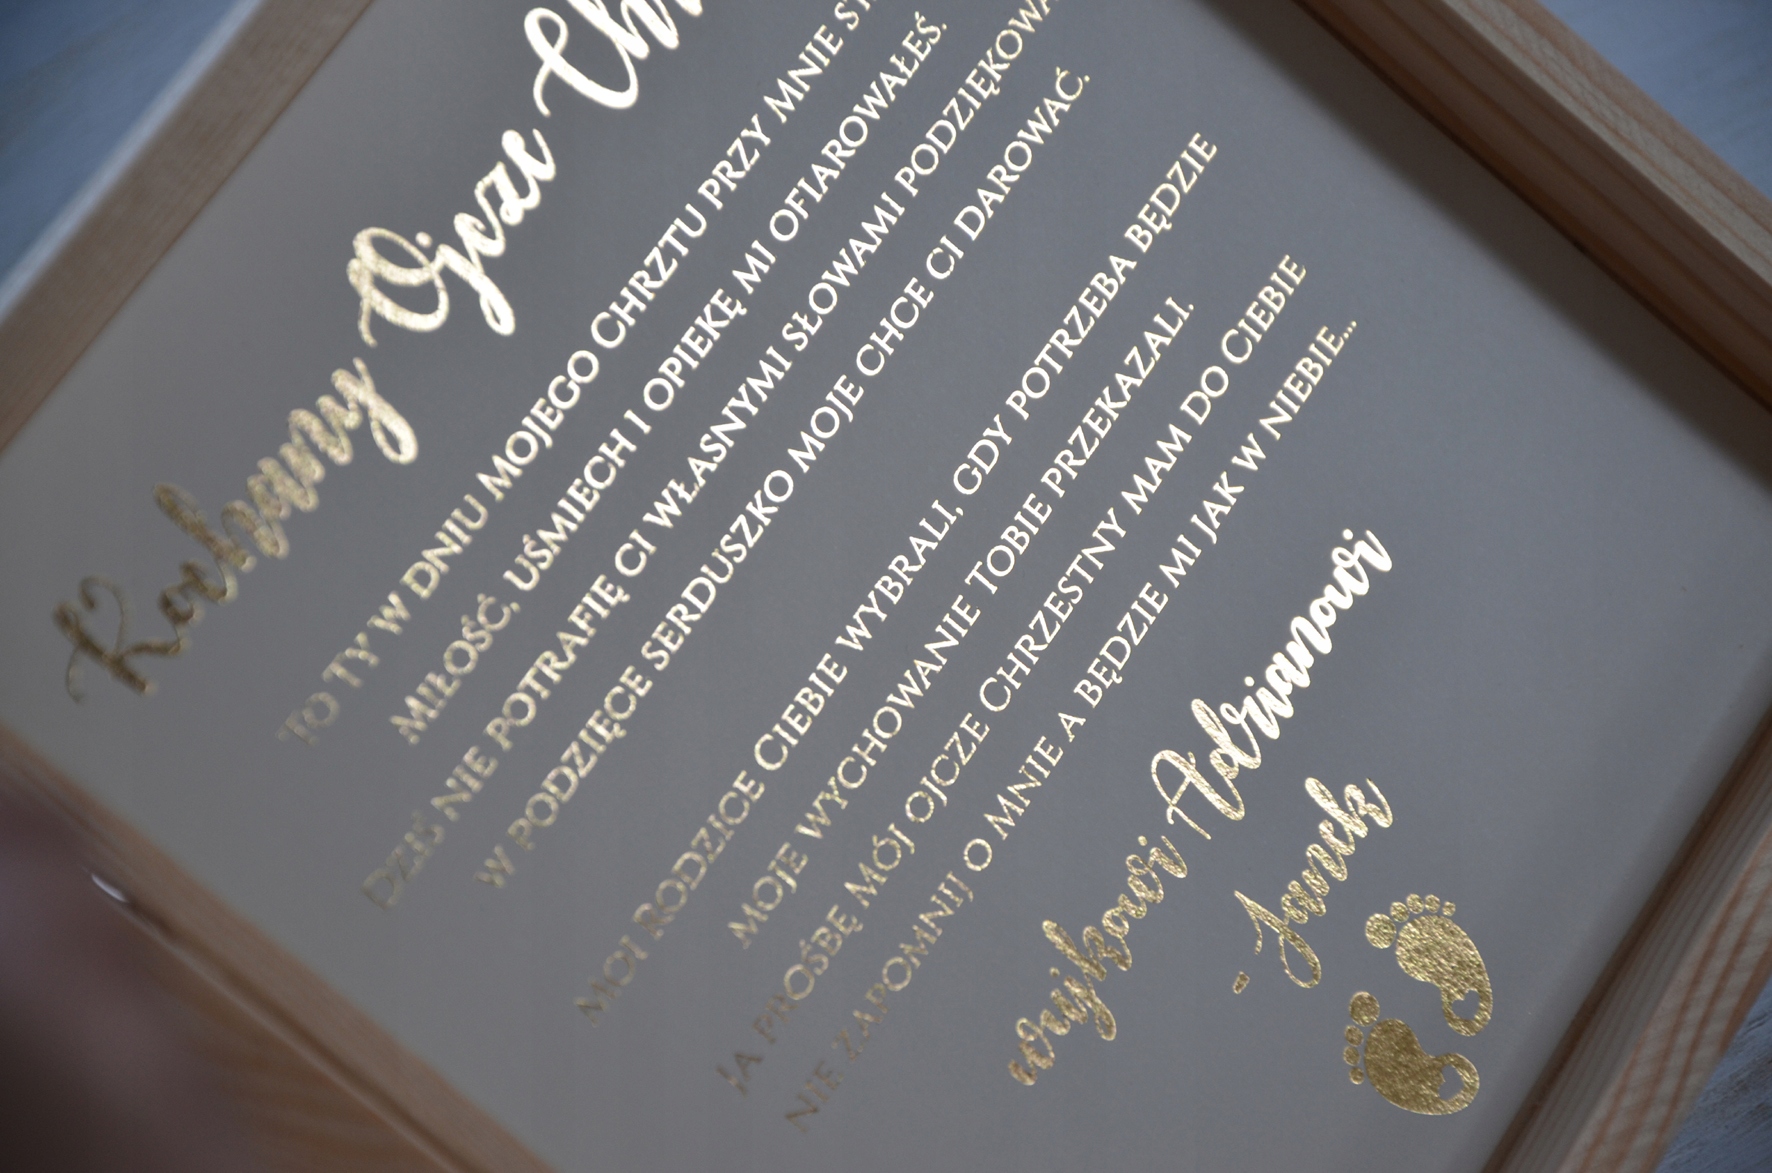 Kochany Ojcze Ch
TO TY W DNIU MOJEGO CHRZTU PRZY MNIE
MIŁOŚĆ, UŚMIECH I OPIEKĘ MI OFIAROWAŁEŚ.
DZIŚ NIE POTRAFIĘ CI WŁASNYMI SŁOWAMI PODZIĘKOWA
W PODZIĘCE SERDUSZKO MOJE CHCE CI DAROWAĆ.
MOI RODZICE CIEBIE WYBRALI, GDY POTRZEBA BĘDZIE
MOJE WYCHOWANIE TOBIE PRZEKAZALI.
JA PROŚBĘ MÓJ OJCZE CHRZESTNY MAM DO CIEBIE
NIE ZAPOMNIJ O MNIE A BĘDZIE MI JAK W NIEBIE...
wujkowi Adrianowi
- Janek